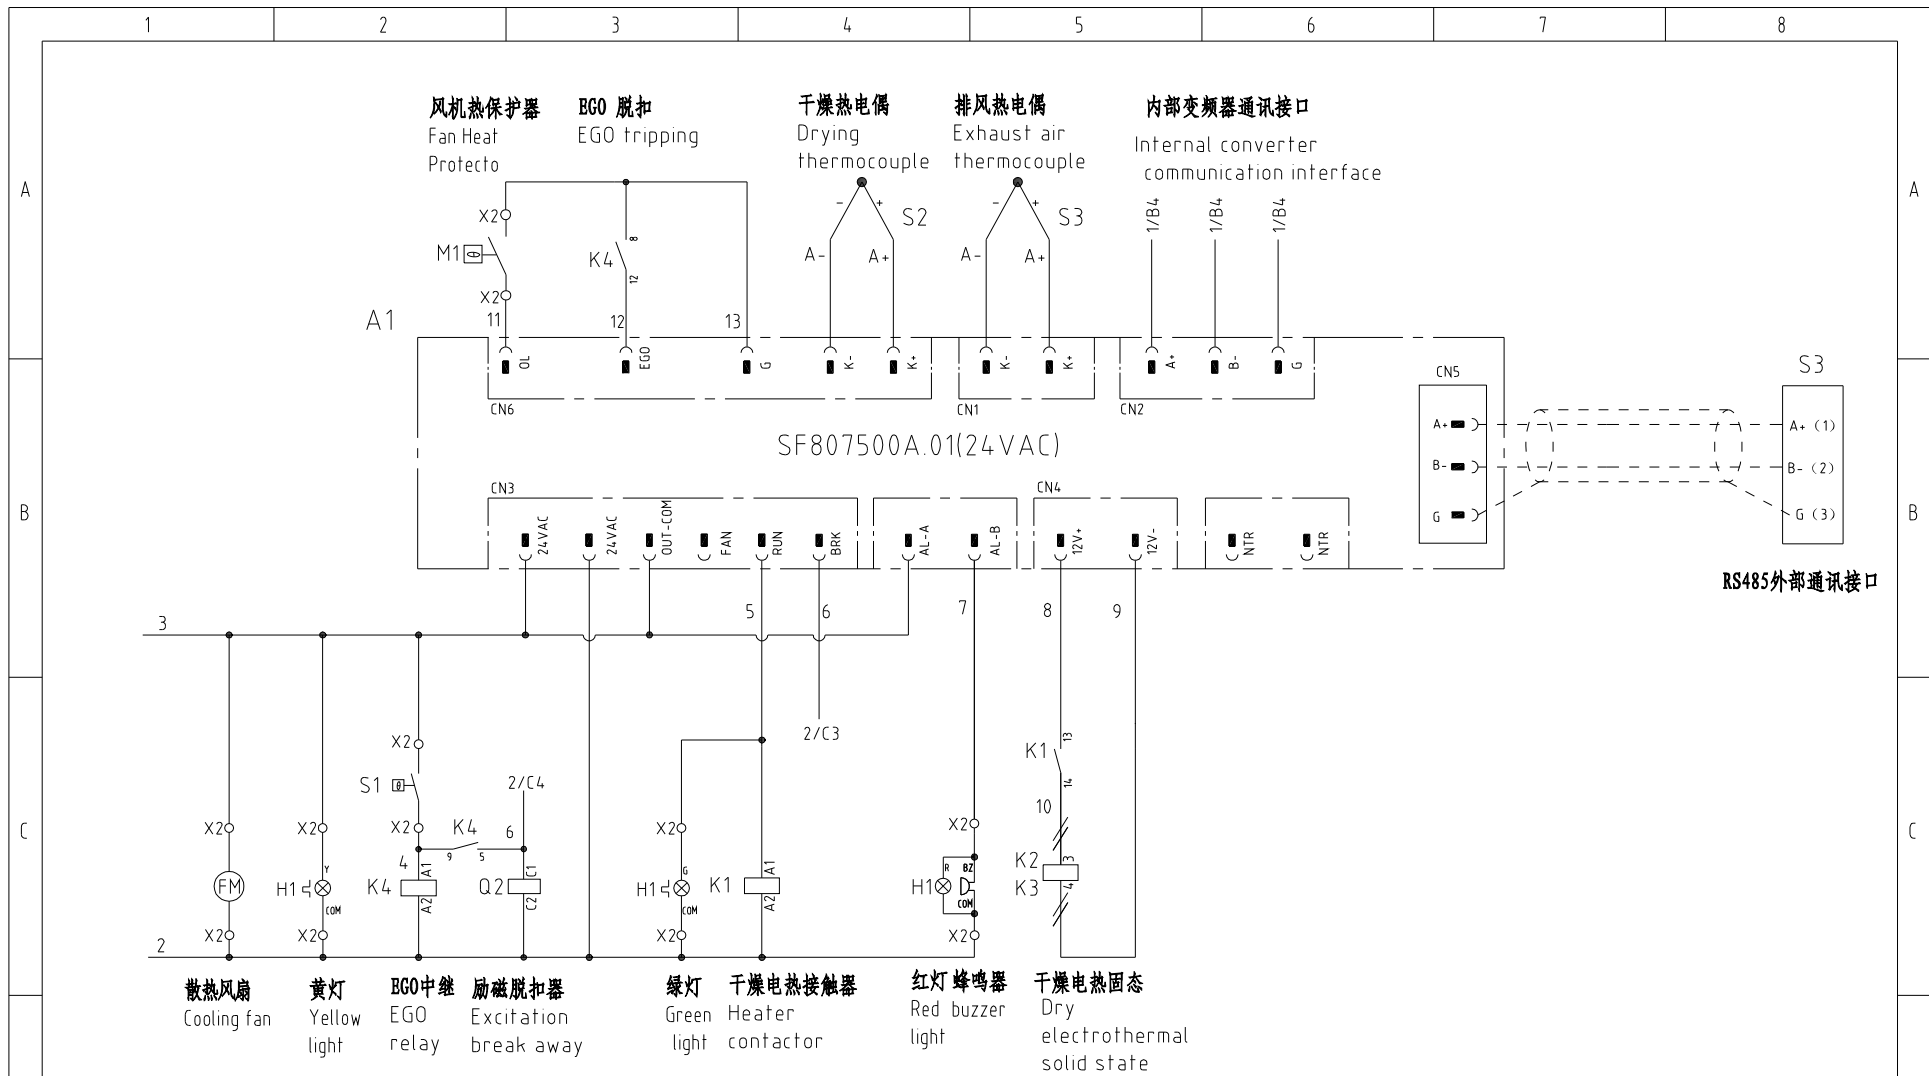 1 2 3 4 5 6 7 8
风机热保护器
Fan Heat
Protecto
EGO 脱扣
EGO tripping
干燥热电偶
Drying
thermocouple
排风热电偶
Exhaust air
thermocouple
内部变频器通讯接口
Internal converter
communication interface
A
A
X2
M1
θ
X2
11
K4
8
12
12
13
-
+
S2
A-
A+
-
+
S3
A-
A+
1/B4
1/B4
1/B4
A1
OL
EGO
G
K-
K+
CN6
K-
K+
CN1
A+
B-
G
CN2
SF807500A.01(24VAC)
CN5
A+
B-
G
S3
A+ (1)
B- (2)
G (3)
RS485外部通讯接口
B
B
CN3
24VAC
24VAC
OUT-COM
FAN
RUN
BRK
AL-A
AL-B
CN4
12V+
12V-
NTR
NTR
3
5
6
7
8
9
2/C3
C
C
X2
FM
X2
X2
H1
Y
COM
X2
X2
S1
θ
X2
4
K4
A1
A2
K4
9
5
2/C4
6
Q2
C1
C2
X2
H1
G
COM
X2
K1
A1
A2
X2
H1
R
BZ
COM
X2
K1
13
14
10
K2
K3
3
4
2
散热风扇
Cooling fan
黄灯
Yellow
light
EGO中继
EGO
relay
励磁脱扣器
Excitation
break away
绿灯
Green
light
干燥电热接触器
Heater
contactor
红灯 蜂鸣器
Red buzzer
light
干燥电热固态
Dry
electrothermal
solid state